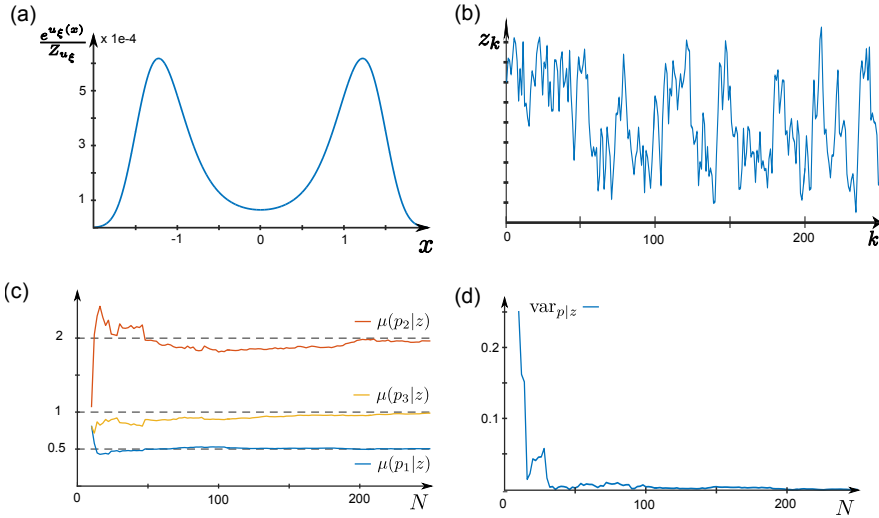 (a)
e^{u_ξ(x)} / Z_{u_ξ}
x 1e-4
5
3
1
-1
0
1
x
(b)
z_k
0
100
200
k
(c)
μ(p_2|z)
2
μ(p_3|z)
1
0.5
μ(p_1|z)
0
100
200
N
(d)
var_{p|z}
0.2
0.1
0
100
200
N